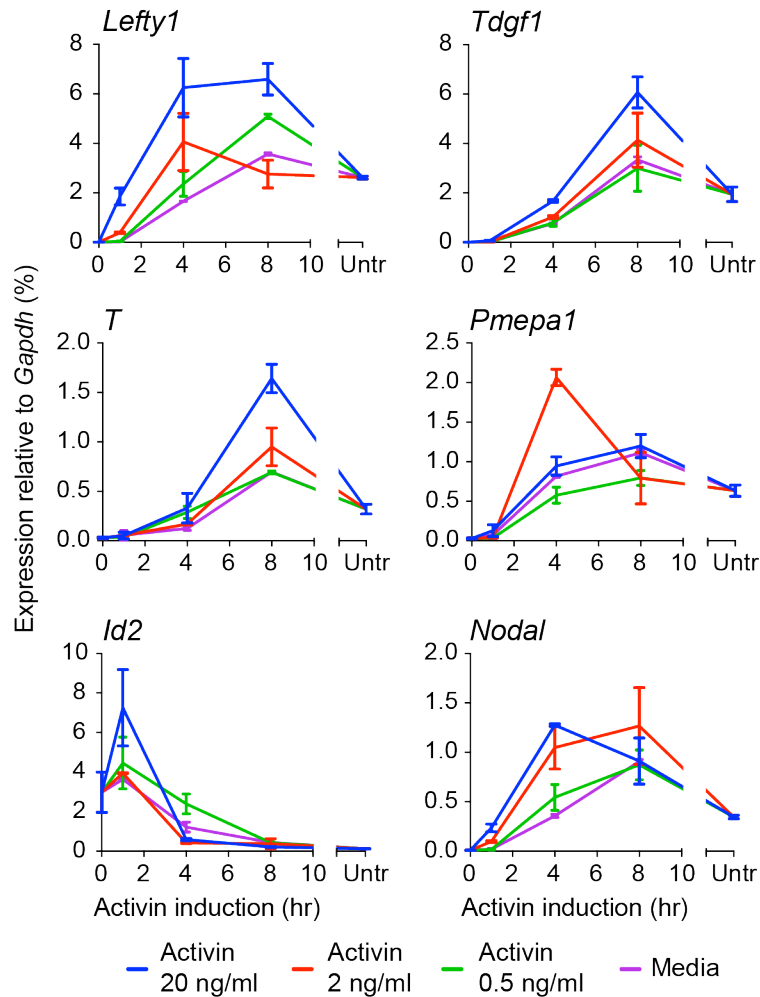 Lefty1
8
6
4
2
0
0 2 4 6 8 10 Untr
Tdgf1
8
6
4
2
0
0 2 4 6 8 10 Untr
T
2.0
1.5
1.0
0.5
0.0
0 2 4 6 8 10 Untr
Pmepa1
2.5
2.0
1.5
1.0
0.5
0.0
0 2 4 6 8 10 Untr
Id2
10
8
6
4
2
0
0 2 4 6 8 10 Untr
Activin induction (hr)
Nodal
2.0
1.5
1.0
0.5
0.0
0 2 4 6 8 10 Untr
Activin induction (hr)
Expression relative to Gapdh (%)
Activin
20 ng/ml
Activin
2 ng/ml
Activin
0.5 ng/ml
Media